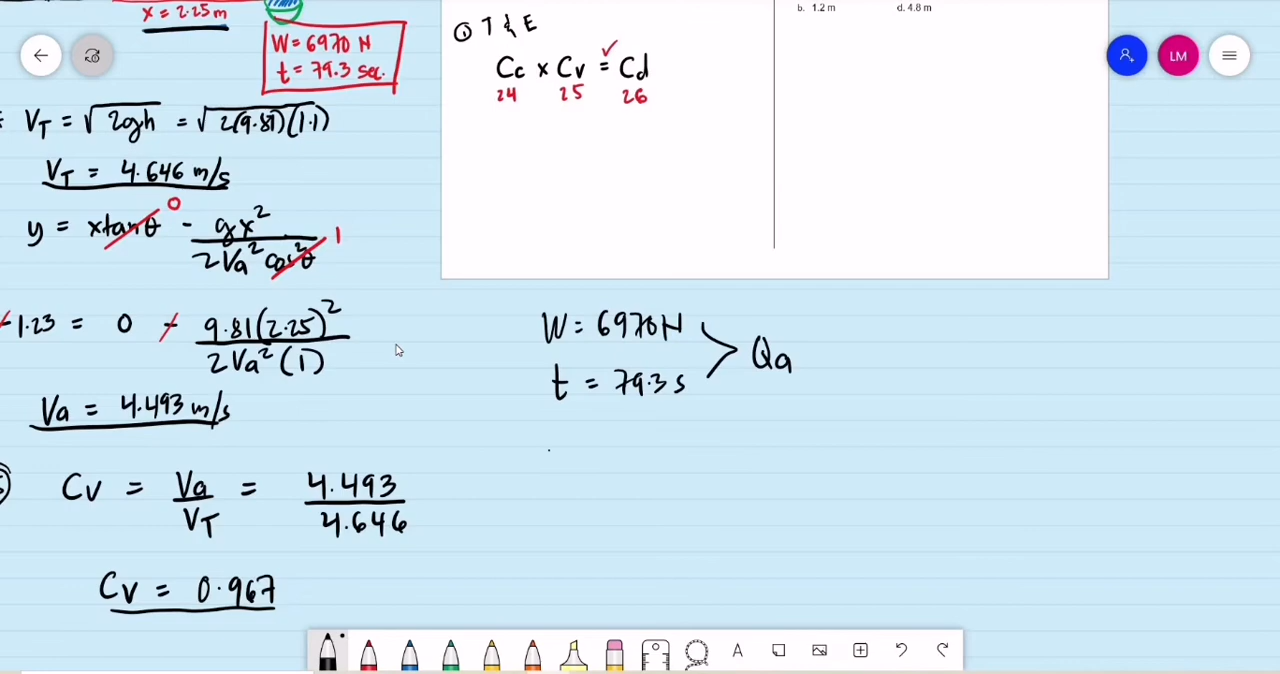 x = 2.25 m
W = 6970 N
t = 79.3 sec.
VT = √2gh = √2(9.81)(1.1)
VT = 4.646 m/s
y = xtanθ 0 - gx² / 2Va² cos²θ 1
-1.23 = 0 - 9.81(2.25)² / 2Va² (1)
Va = 4.493 m/s
Cv = Va / VT = 4.493 / 4.646
Cv = 0.967
① T & E
Cc x Cv = Cd ✓
24 25 26
b. 1.2 m d. 4.8 m
LM
W = 6970 N
t = 79.3 s
Qa
A